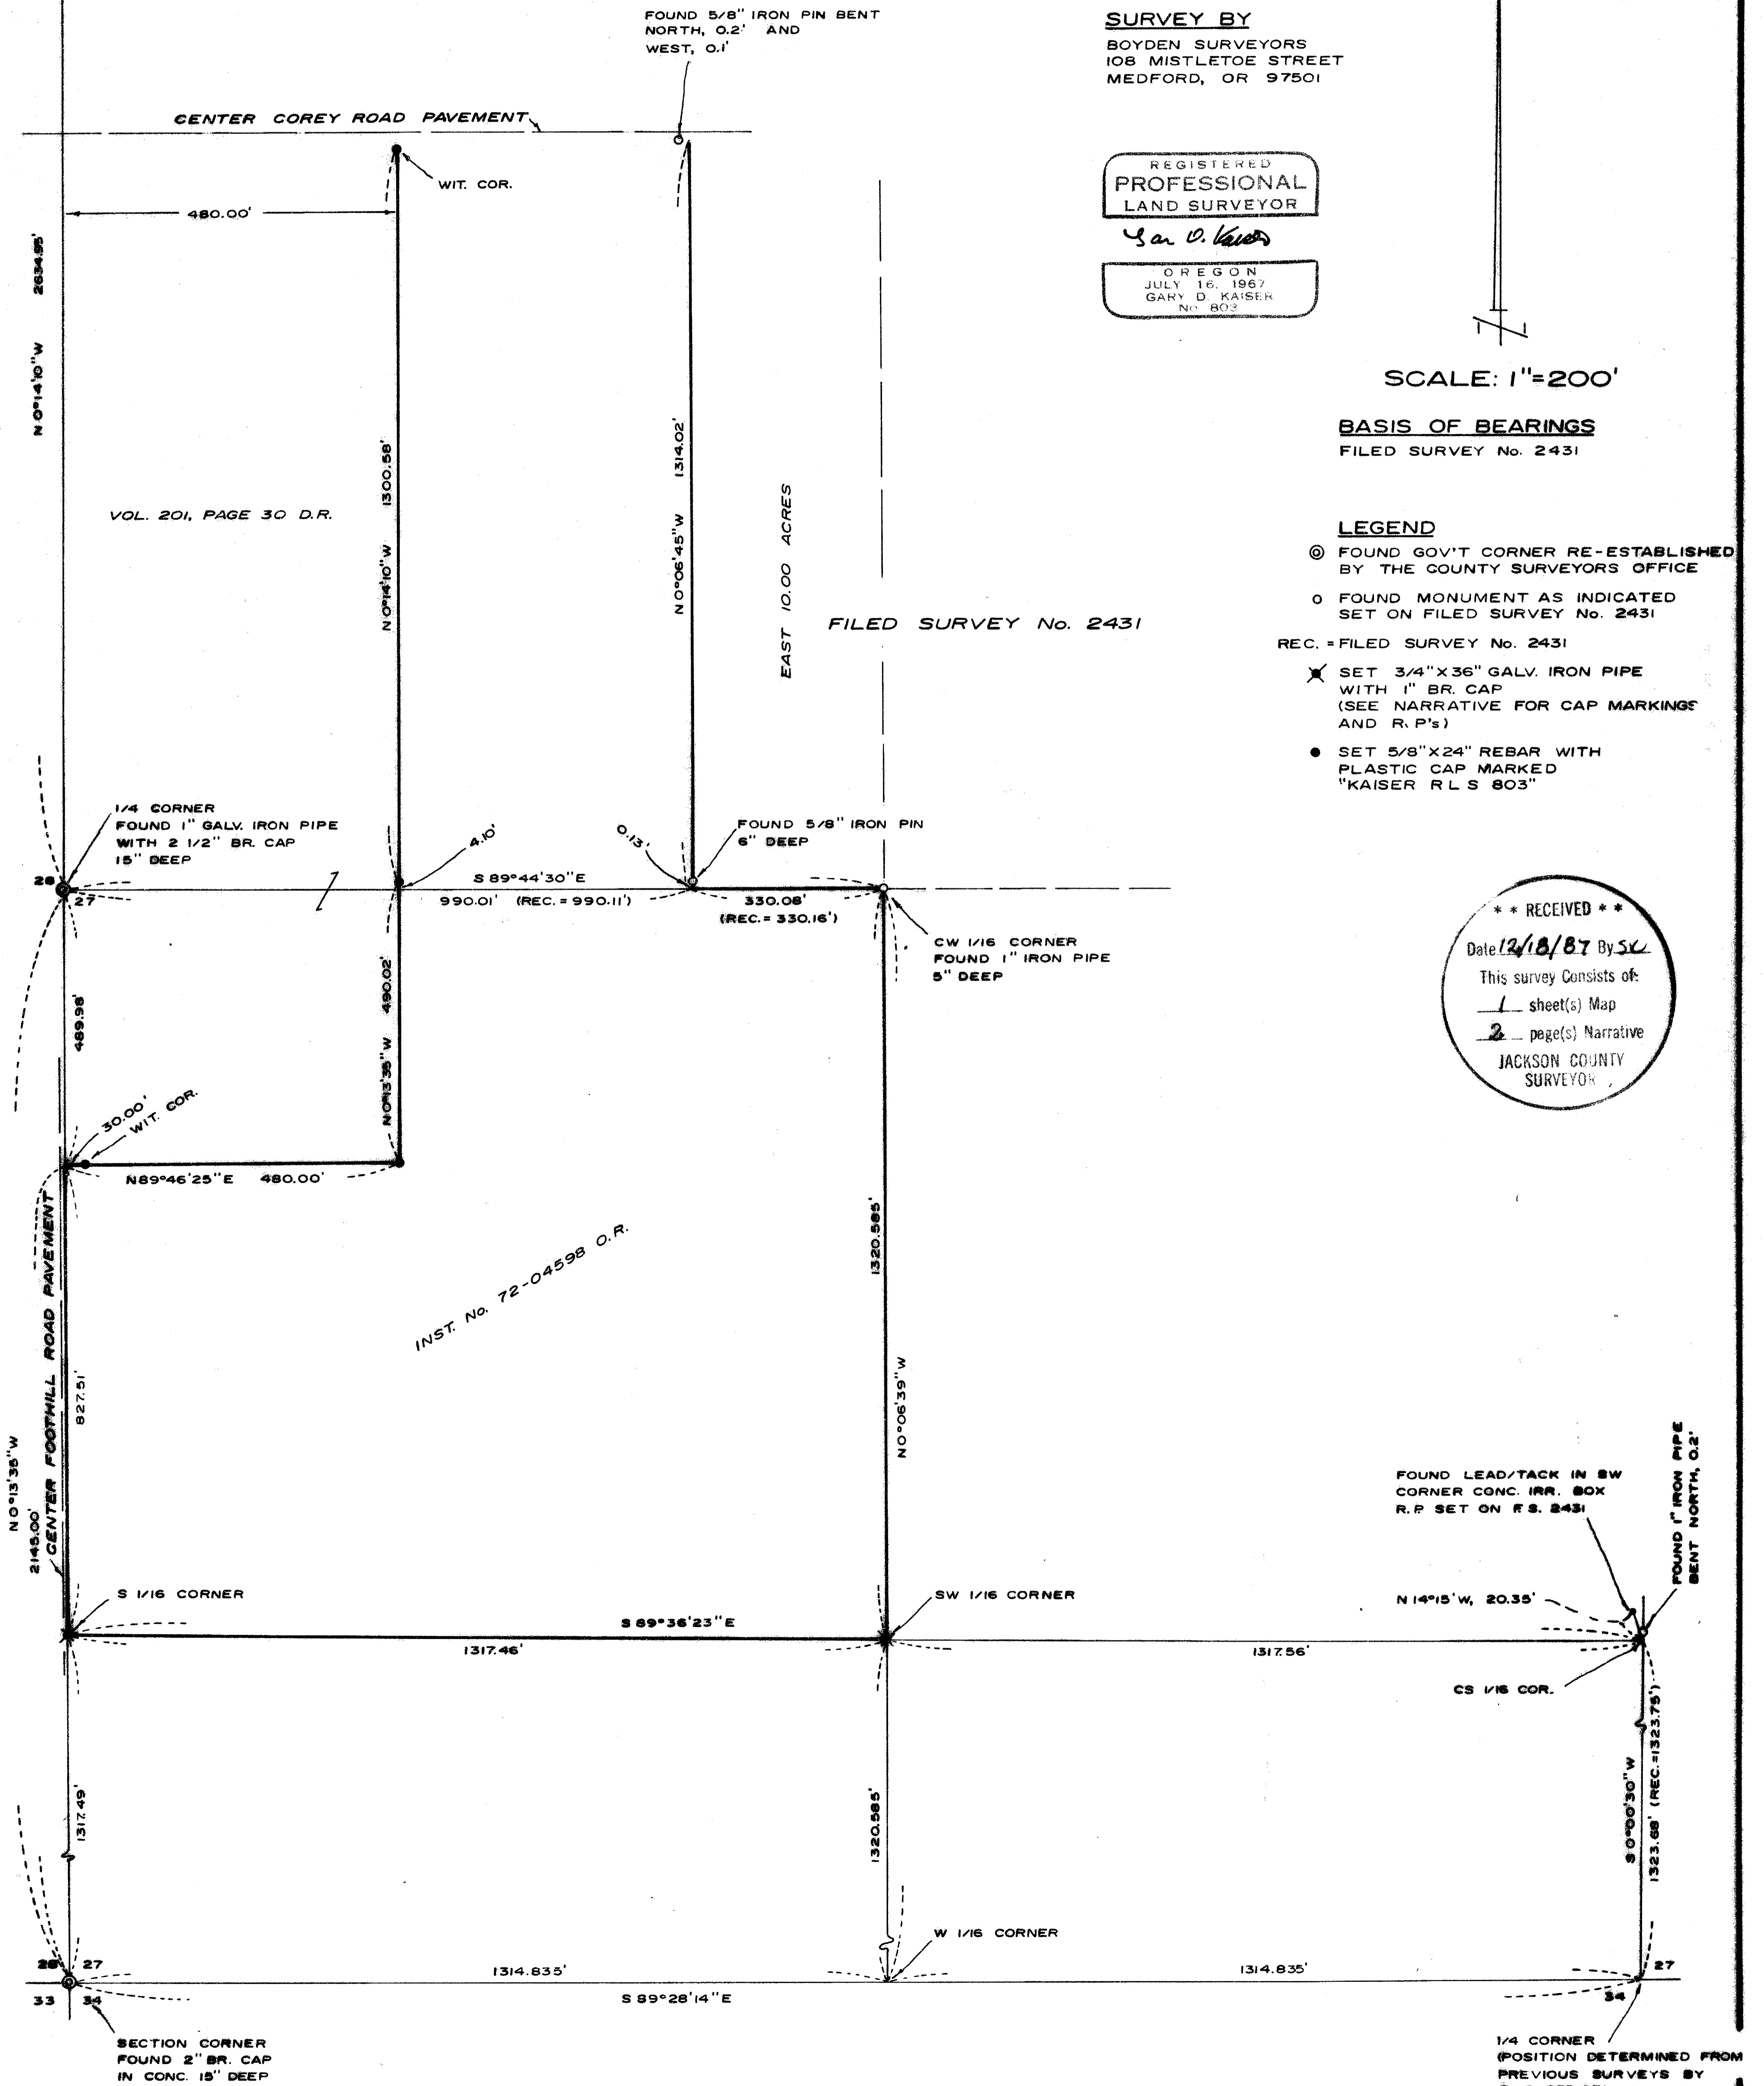 FOUND 5/8" IRON PIN BENT
NORTH, 0.2' AND
WEST, 0.1'
SURVEY BY
BOYDEN SURVEYORS
108 MISTLETOE STREET
MEDFORD, OR 97501
CENTER COREY ROAD PAVEMENT
WIT. COR.
480.00'
REGISTERED
PROFESSIONAL
LAND SURVEYOR
OREGON
JULY 16, 1967
GARY D. KAISER
No 803
SCALE: 1"=200'
BASIS OF BEARINGS
FILED SURVEY No. 2431
N 0°14'10"W 2634.95'
N 0°14'10"W 1300.58'
N 0°06'45"W 1314.02'
EAST 10.00 ACRES
VOL. 201, PAGE 30 D.R.
FILED SURVEY No. 2431
LEGEND
FOUND GOV'T CORNER RE-ESTABLISHED
BY THE COUNTY SURVEYORS OFFICE
FOUND MONUMENT AS INDICATED
SET ON FILED SURVEY No. 2431
REC. = FILED SURVEY No. 2431
SET 3/4"X36" GALV. IRON PIPE
WITH 1" BR. CAP
(SEE NARRATIVE FOR CAP MARKINGS
AND R.P's)
SET 5/8"X24" REBAR WITH
PLASTIC CAP MARKED
"KAISER R L S 803"
1/4 CORNER
FOUND 1" GALV. IRON PIPE
WITH 2 1/2" BR. CAP
15" DEEP
4.10'
0.13'
FOUND 5/8" IRON PIN
6" DEEP
28
27
S 89°44'30"E
990.01' (REC. = 990.11')
330.08'
(REC. = 330.16')
CW 1/16 CORNER
FOUND 1" IRON PIPE
5" DEEP
* * RECEIVED * *
Date 12/18/87 By SK
This survey Consists of:
1 sheet(s) Map
2 page(s) Narrative
JACKSON COUNTY
SURVEYOR
489.98'
N 0°13'35"W 490.02'
30.00'
WIT. COR.
N89°46'25"E 480.00'
CENTER FOOTHILL ROAD PAVEMENT
INST. No. 72-04598 O.R.
1320.585'
N0°06'39"W
827.51'
N 0°13'35"W
2145.00'
FOUND LEAD/TACK IN SW
CORNER CONC. IRR. BOX
R.P. SET ON F.S. 2431
FOUND 1" IRON PIPE
BENT NORTH, 0.2'
S 1/16 CORNER
SW 1/16 CORNER
N 14°15'W, 20.35'
S 89°36'23"E
1317.46'
1317.56'
CS 1/16 COR.
1317.49'
1320.585'
S 0°00'30"W
1323.68' (REC.=1323.75')
W 1/16 CORNER
28 27
33 34
1314.835'
1314.835'
S 89°28'14"E
27
34
SECTION CORNER
FOUND 2" BR. CAP
IN CONC. 15" DEEP
1/4 CORNER
(POSITION DETERMINED FROM
PREVIOUS SURVEYS BY